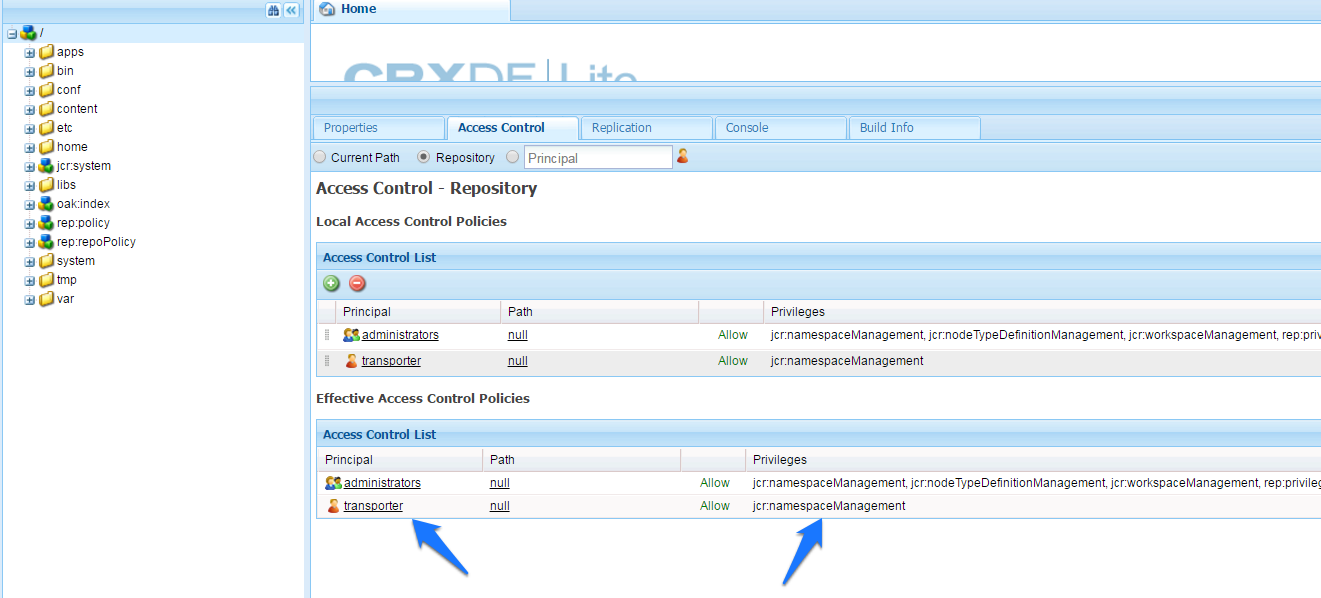 Home
/
apps
bin
conf
content
etc
home
jcr:system
libs
oak:index
rep:policy
rep:repoPolicy
system
tmp
var
CRXDE Lite
Properties Access Control Replication Console Build Info
Current Path Repository Principal
Access Control - Repository
Local Access Control Policies
Access Control List
Principal Path Privileges
administrators null Allow jcr:namespaceManagement, jcr:nodeTypeDefinitionManagement, jcr:workspaceManagement,
transporter null Allow jcr:namespaceManagement
Effective Access Control Policies
Access Control List
Principal Path Privileges
administrators null Allow jcr:namespaceManagement, jcr:nodeTypeDefinitionManagement, jcr:workspaceManagement,
transporter null Allow jcr:namespaceManagement